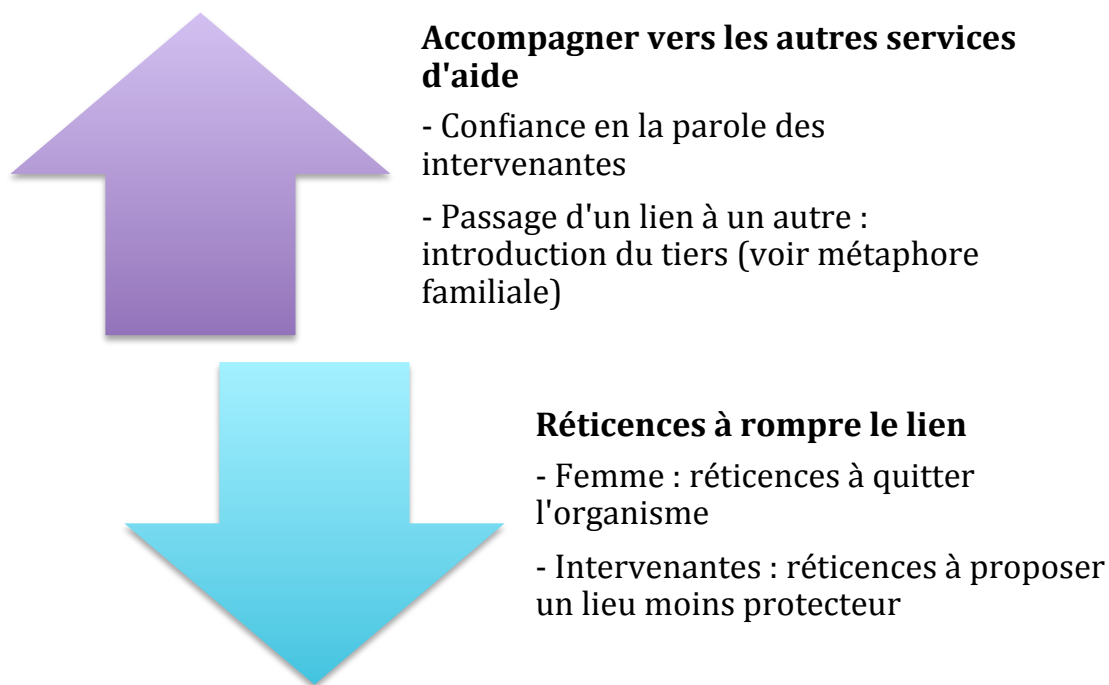 Accompagner vers les autres services
d'aide
- Confiance en la parole des
intervenantes
- Passage d'un lien à un autre :
introduction du tiers (voir métaphore
familiale)
Réticences à rompre le lien
- Femme : réticences à quitter
l'organisme
- Intervenantes : réticences à proposer
un lieu moins protecteur